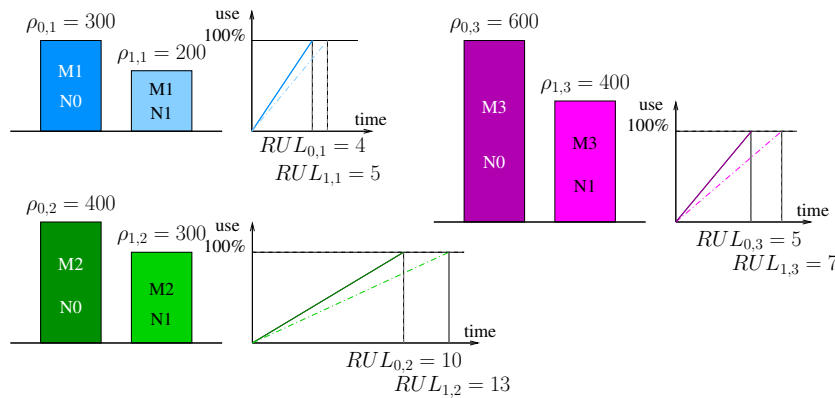 ρ0,1 = 300
ρ1,1 = 200
M1
N0
M1
N1
use
100%
time
RUL0,1 = 4
RUL1,1 = 5
ρ0,3 = 600
ρ1,3 = 400
M3
N0
M3
N1
use
100%
time
RUL0,3 = 5
RUL1,3 = 7
ρ0,2 = 400
ρ1,2 = 300
M2
N0
M2
N1
use
100%
time
RUL0,2 = 10
RUL1,2 = 13